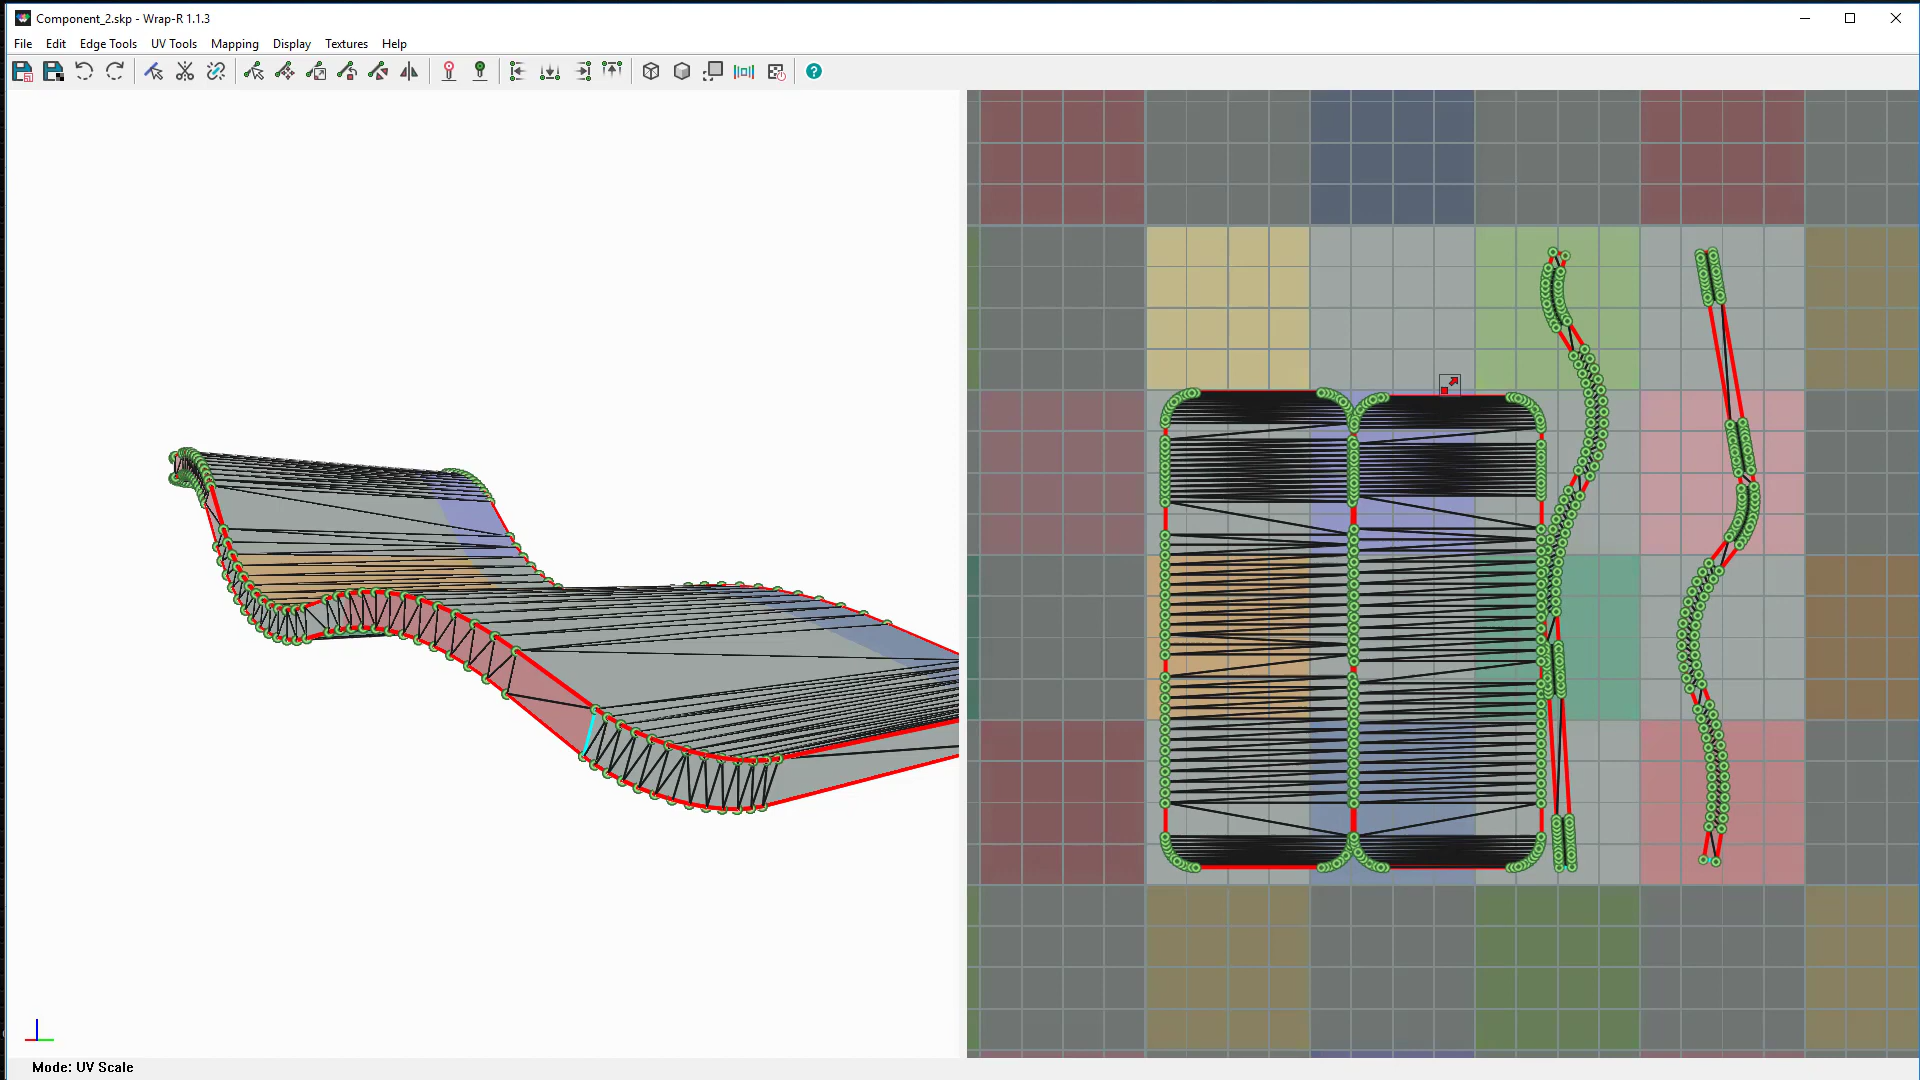 Component_2.skp - Wrap-R 1.1.3
File Edit Edge Tools UV Tools Mapping Display Textures Help
?
Mode: UV Scale